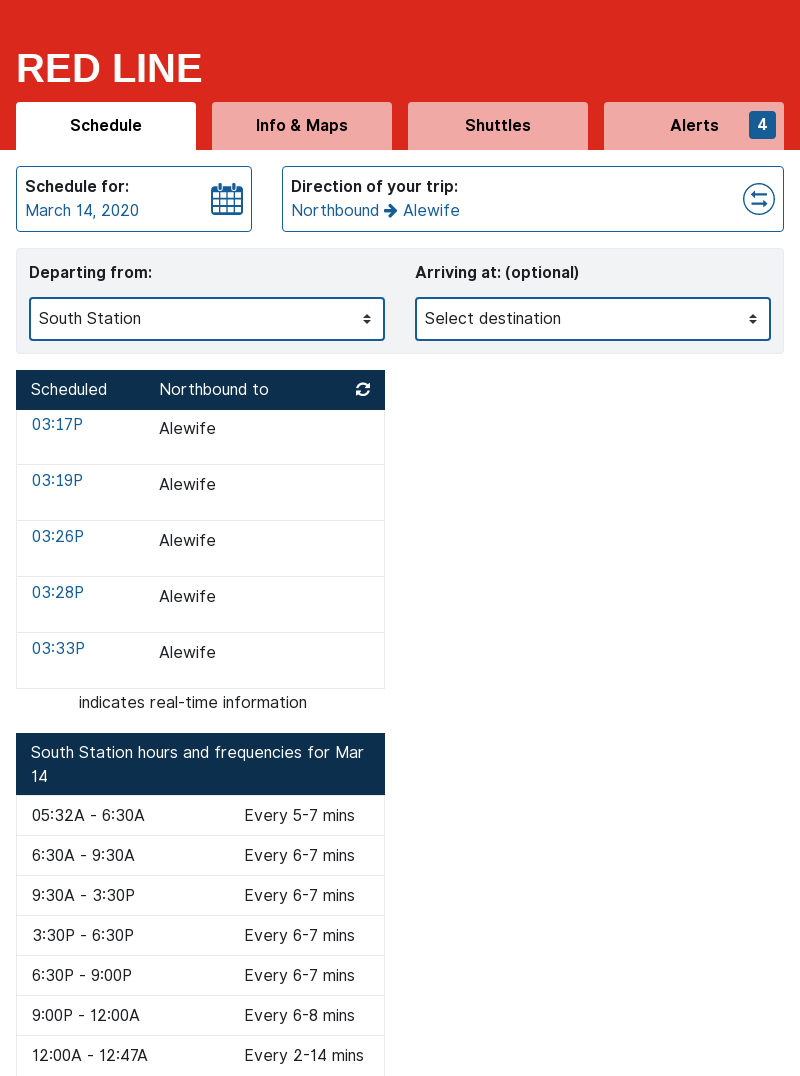 RED LINE
Schedule
Info & Maps
Shuttles
Alerts 4
Schedule for:
March 14, 2020
Direction of your trip:
Northbound → Alewife
Departing from:
South Station
Arriving at: (optional)
Select destination
Scheduled Northbound to
03:17P Alewife
03:19P Alewife
03:26P Alewife
03:28P Alewife
03:33P Alewife
indicates real-time information
South Station hours and frequencies for Mar
14
05:32A - 6:30A Every 5-7 mins
6:30A - 9:30A Every 6-7 mins
9:30A - 3:30P Every 6-7 mins
3:30P - 6:30P Every 6-7 mins
6:30P - 9:00P Every 6-7 mins
9:00P - 12:00A Every 6-8 mins
12:00A - 12:47A Every 2-14 mins